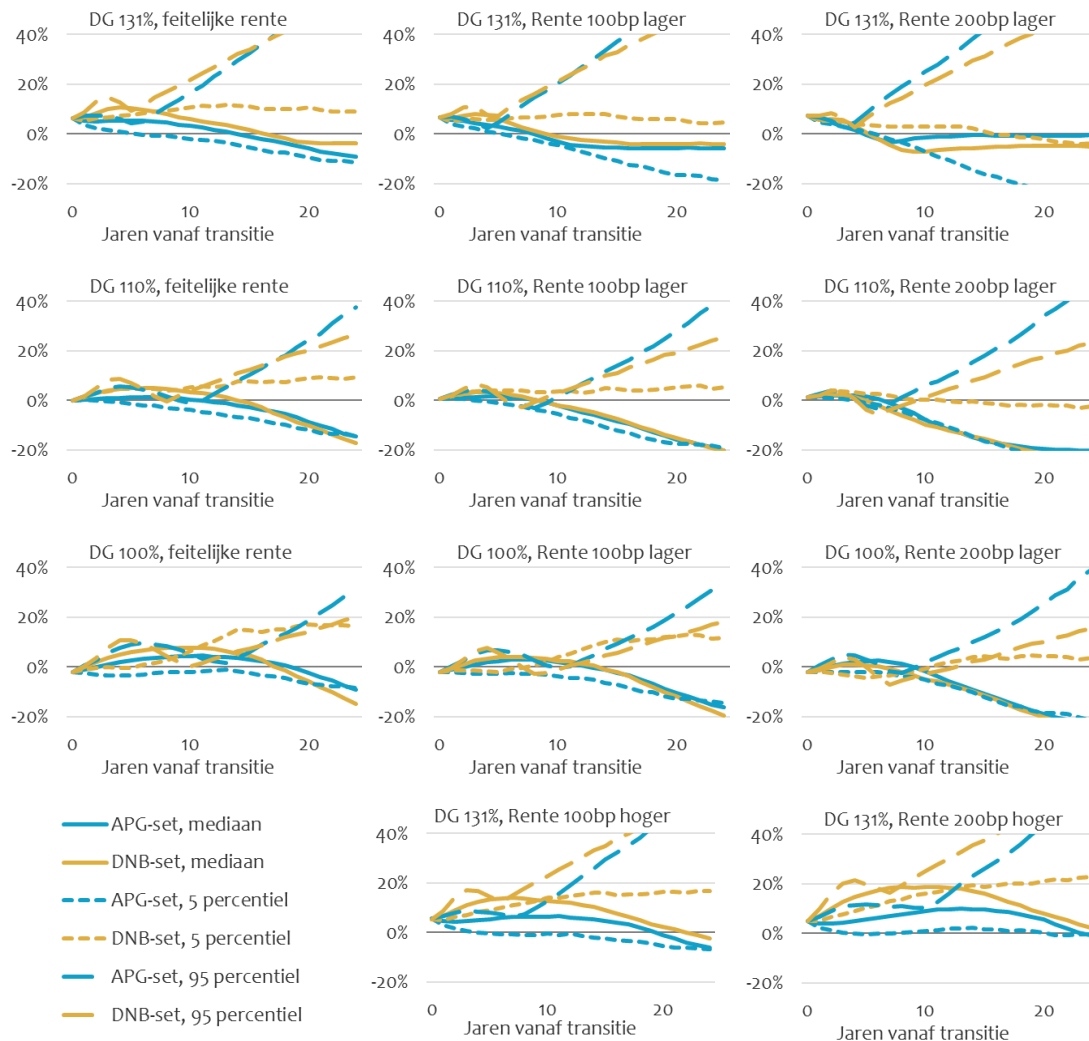 DG 131%, feitelijke rente
40%
20%
0%
-20%
0
20
Jaren vanaf transitie
DG 131%, Rente 100bp lager
40%
20%
0%
-20%
0
10
20
Jaren vanaf transitie
DG 131%, Rente 200bp lager
40%
20%
0%
-20%
0
10
20
Jaren vanaf transitie
DG 110%, feitelijke rente
40%
20%
0%
-20%
0
10
20
Jaren vanaf transitie
DG 110%, Rente 100bp lager
40%
20%
0%
-20%
0
10
20
Jaren vanaf transitie
DG 110%, Rente 200bp lager
40%
20%
0%
-20%
0
10
20
Jaren vanaf transitie
DG 100%, feitelijke rente
40%
20%
0%
-20%
0
10
20
Jaren vanaf transitie
DG 100%, Rente 100bp lager
40%
20%
0%
-20%
0
10
20
Jaren vanaf transitie
DG 100%, Rente 200bp lager
40%
20%
0%
-20%
0
10
20
Jaren vanaf transitie
APG-set, mediaan
DNB-set, mediaan
APG-set, 5 percentiel
DNB-set, 5 percentiel
APG-set, 95 percentiel
DNB-set, 95 percentiel
DG 131%, Rente 100bp hoger
40%
20%
0%
-20%
0
10
20
Jaren vanaf transitie
DG 131%, Rente 200bp hoger
40%
20%
0%
-20%
0
10
20
Jaren vanaf transitie